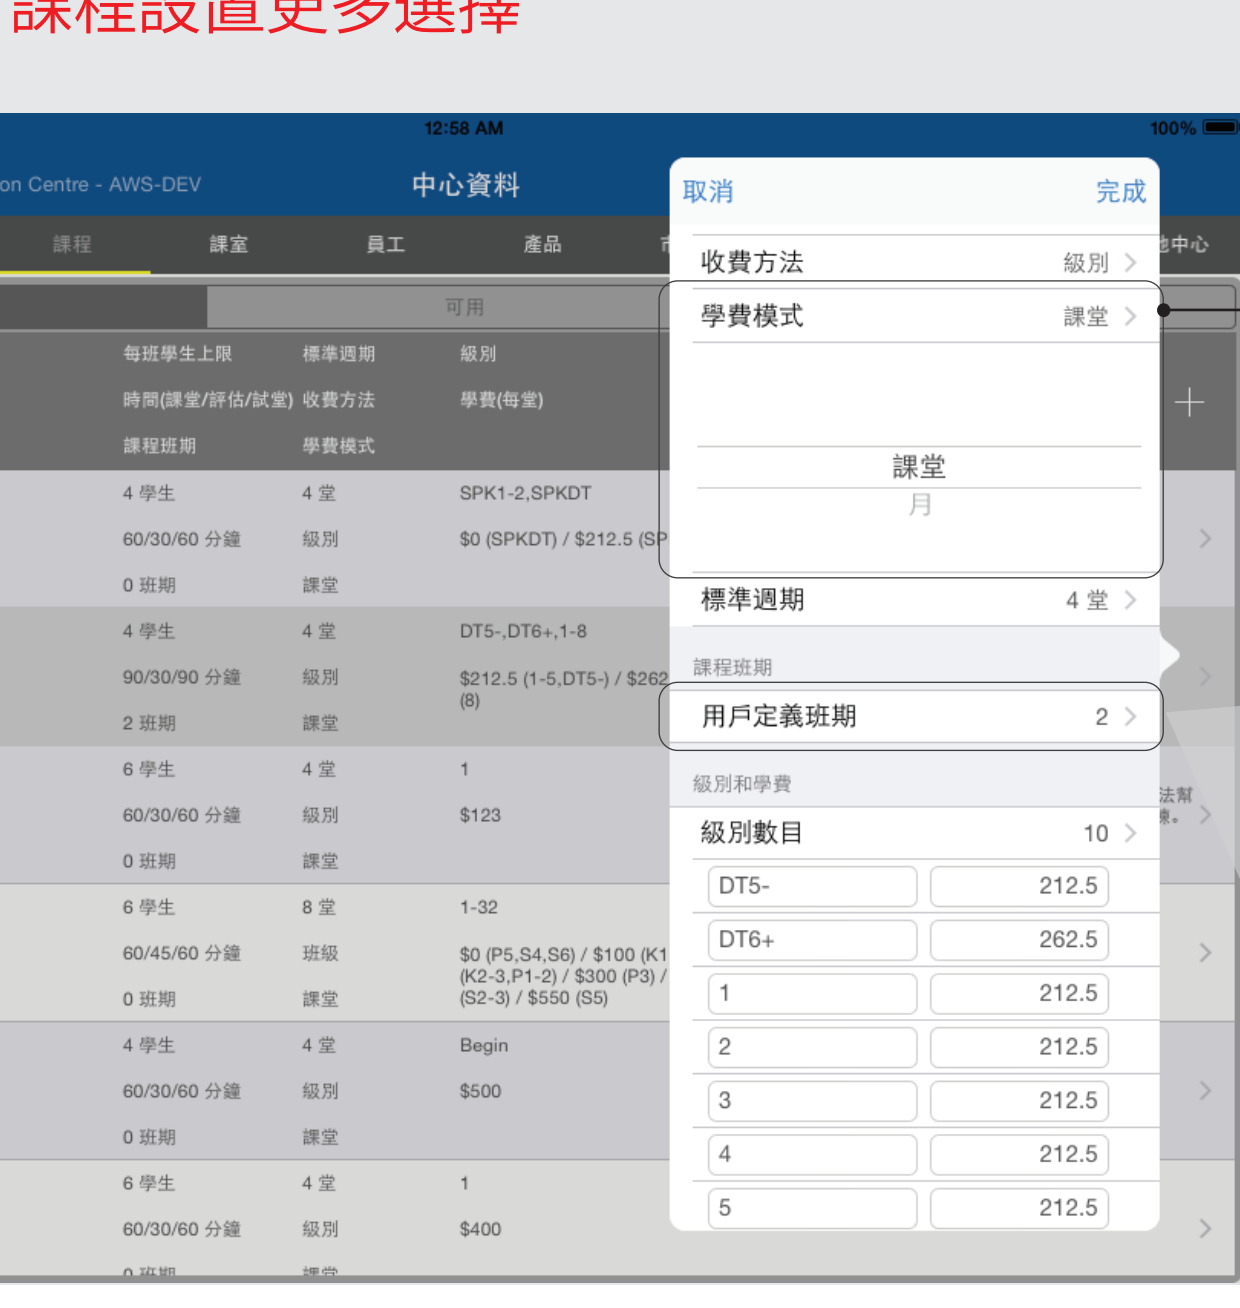 課程設置更多選擇
12:58 AM
100%
on Centre - AWS-DEV
中心資料
課程
課室
員工
產品
中心
可用
每班學生上限
標準週期
級別
時間(課堂/評估/試堂)
收費方法
學費(每堂)
課程班期
學費模式
4 學生
4 堂
SPK1-2,SPKDT
60/30/60 分鐘
級別
$0 (SPKDT) / $212.5 (SP
0 班期
課堂
4 學生
4 堂
DT5-,DT6+,1-8
90/30/90 分鐘
級別
$212.5 (1-5,DT5-) / $262
(8)
2 班期
課堂
6 學生
4 堂
1
60/30/60 分鐘
級別
$123
0 班期
課堂
6 學生
8 堂
1-32
60/45/60 分鐘
班級
$0 (P5,S4,S6) / $100 (K1
(K2-3,P1-2) / $300 (P3) /
(S2-3) / $550 (S5)
0 班期
課堂
4 學生
4 堂
Begin
60/30/60 分鐘
級別
$500
0 班期
課堂
6 學生
4 堂
1
60/30/60 分鐘
級別
$400
0 班期
課堂
取消
完成
收費方法
級別
學費模式
課堂
課堂
月
標準週期
4 堂
課程班期
用戶定義班期
2
級別和學費
級別數目
10
DT5-
212.5
DT6+
262.5
1
212.5
2
212.5
3
212.5
4
212.5
5
212.5
法幫